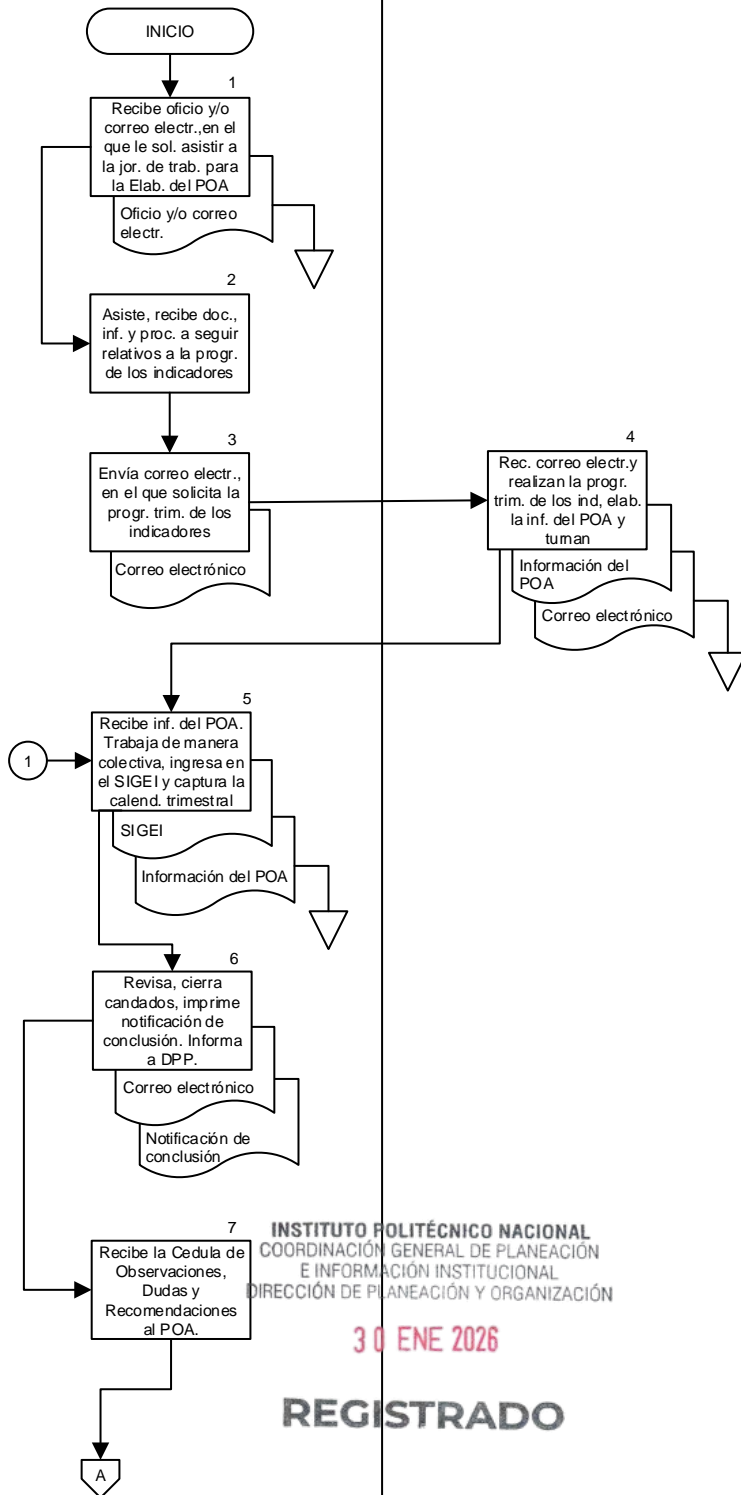 INICIO
1
Recibe oficio y/o
correo electr.,en el
que le sol. asistir a
la jor. de trab. para
la Elab. del POA
Oficio y/o correo
electr.
2
Asiste, recibe doc.,
inf. y proc. a seguir
relativos a la progr.
de los indicadores
3
Envía correo electr.,
en el que solicita la
progr. trim. de los
indicadores
Correo electrónico
4
Rec. correo electr.y
realizan la progr.
trim. de los ind, elab.
la inf. del POA y
turnan
Información del
POA
Correo electrónico
5
Recibe inf. del POA.
Trabaja de manera
colectiva, ingresa en
el SIGEI y captura la
calend. trimestral
1
SIGEI
Información del POA
6
Revisa, cierra
candados, imprime
notificación de
conclusión. Informa
a DPP.
Correo electrónico
Notificación de
conclusión
7
Recibe la Cedula de
Observaciones,
Dudas y
Recomendaciones
al POA.
INSTITUTO POLITÉCNICO NACIONAL
COORDINACIÓN GENERAL DE PLANEACIÓN
E INFORMACIÓN INSTITUCIONAL
DIRECCIÓN DE PLANEACIÓN Y ORGANIZACIÓN
30 ENE 2026
REGISTRADO
A